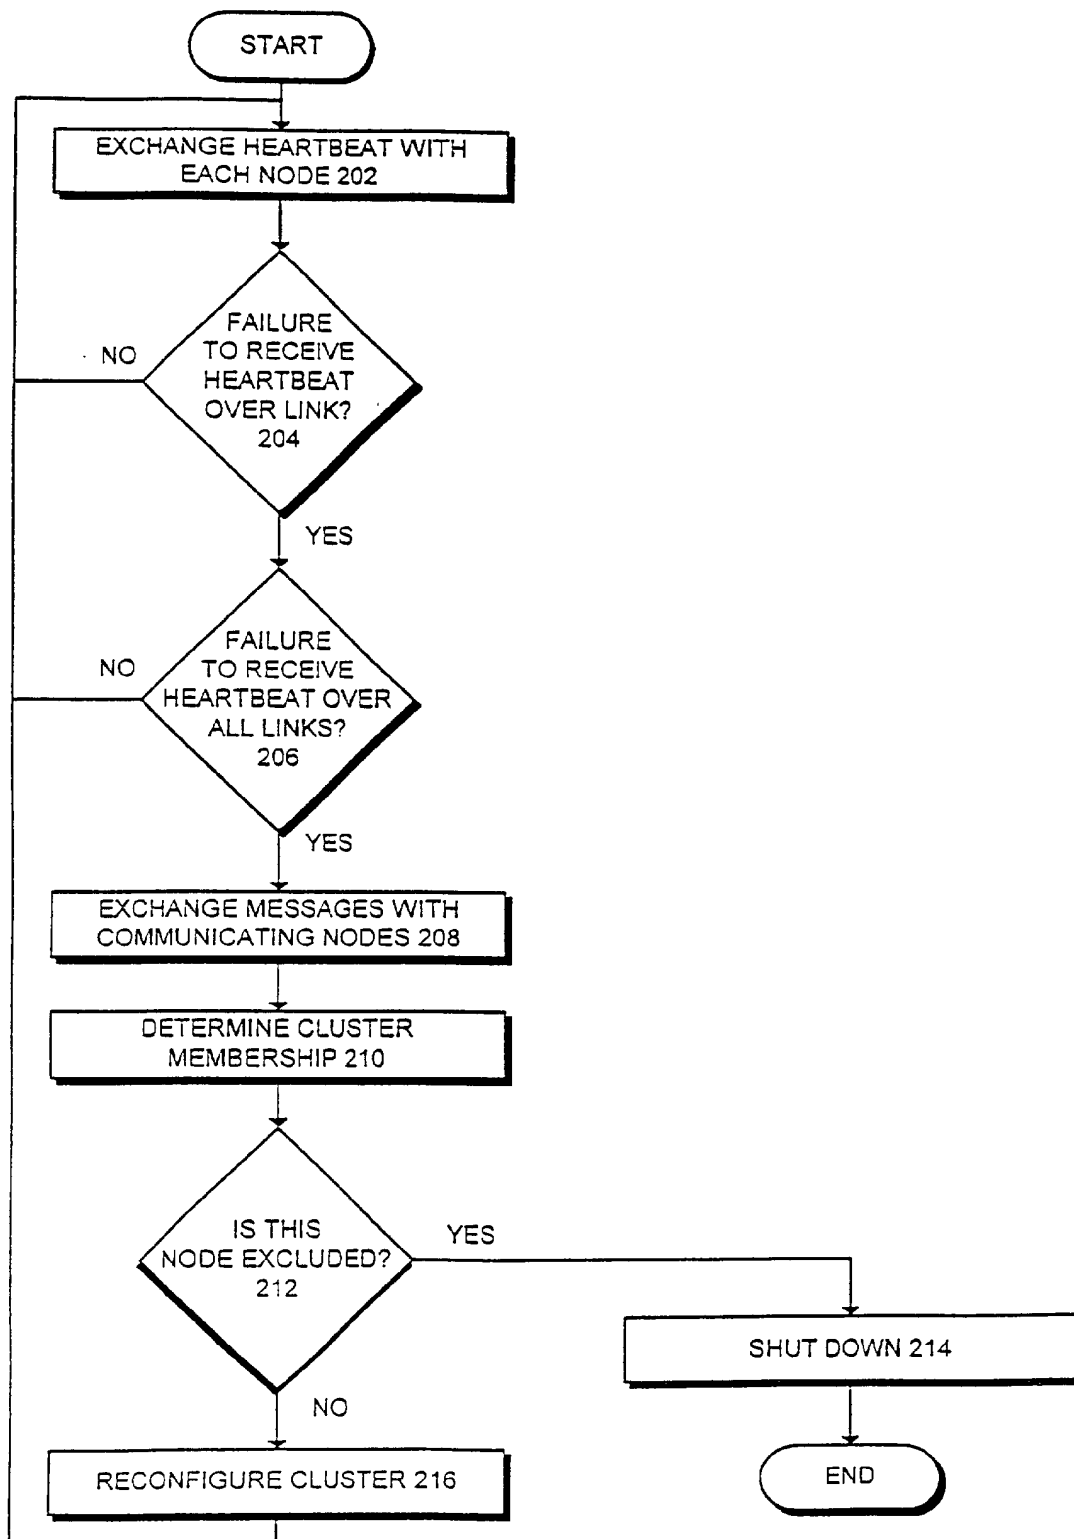 START
EXCHANGE HEARTBEAT WITH
EACH NODE 202
FAILURE
TO RECEIVE
HEARTBEAT
OVER LINK?
204
NO
YES
FAILURE
TO RECEIVE
HEARTBEAT OVER
ALL LINKS?
206
NO
YES
EXCHANGE MESSAGES WITH
COMMUNICATING NODES 208
DETERMINE CLUSTER
MEMBERSHIP 210
IS THIS
NODE EXCLUDED?
212
YES
NO
SHUT DOWN 214
RECONFIGURE CLUSTER 216
END